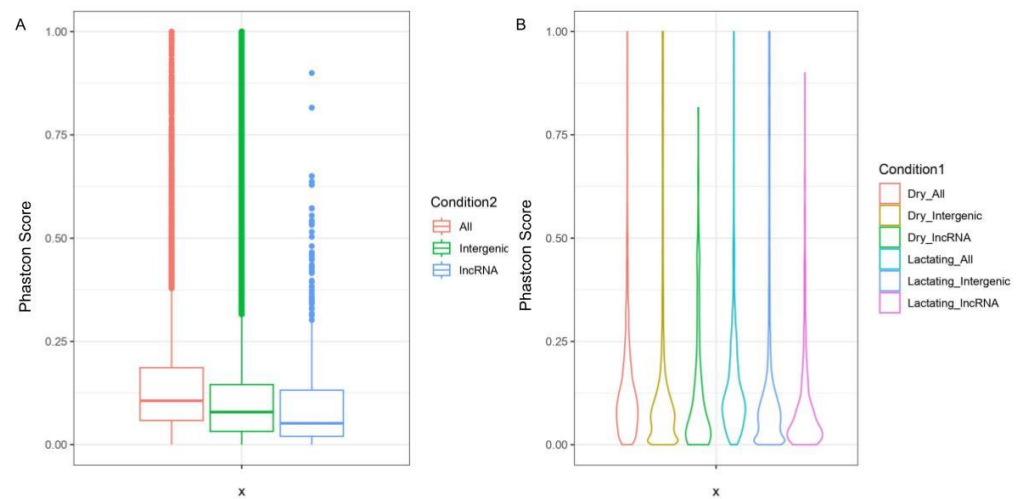 A
Phastcon Score
1.00
0.75
0.50
0.25
0.00
x
Condition2
All
Intergenic
lncRNA
B
Phastcon Score
1.00
0.75
0.50
0.25
0.00
x
Condition1
Dry_All
Dry_Intergenic
Dry_lncRNA
Lactating_All
Lactating_Intergenic
Lactating_lncRNA